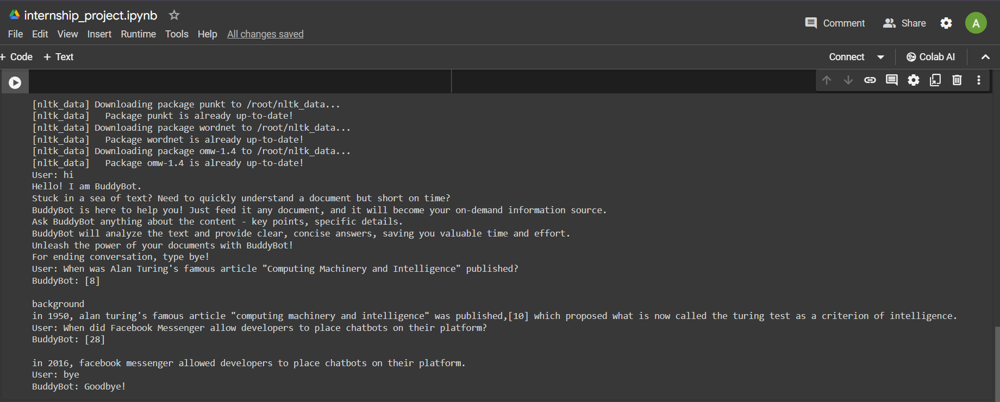 internship_project.ipynb
File Edit View Insert Runtime Tools Help All changes saved
Comment Share A
+ Code + Text
Connect Colab AI
[nltk_data] Downloading package punkt to /root/nltk_data...
[nltk_data]   Package punkt is already up-to-date!
[nltk_data] Downloading package wordnet to /root/nltk_data...
[nltk_data]   Package wordnet is already up-to-date!
[nltk_data] Downloading package omw-1.4 to /root/nltk_data...
[nltk_data]   Package omw-1.4 is already up-to-date!
User: hi
Hello! I am BuddyBot.
Stuck in a sea of text? Need to quickly understand a document but short on time?
BuddyBot is here to help you! Just feed it any document, and it will become your on-demand information source.
Ask BuddyBot anything about the content - key points, specific details.
BuddyBot will analyze the text and provide clear, concise answers, saving you valuable time and effort.
Unleash the power of your documents with BuddyBot!
For ending conversation, type bye!
User: When was Alan Turing's famous article "Computing Machinery and Intelligence" published?
BuddyBot: [8]
background
in 1950, alan turing's famous article "computing machinery and intelligence" was published,[10] which proposed what is now called the turing test as a criterion of intelligence.
User: When did Facebook Messenger allow developers to place chatbots on their platform?
BuddyBot: [28]
in 2016, facebook messenger allowed developers to place chatbots on their platform.
User: bye
BuddyBot: Goodbye!